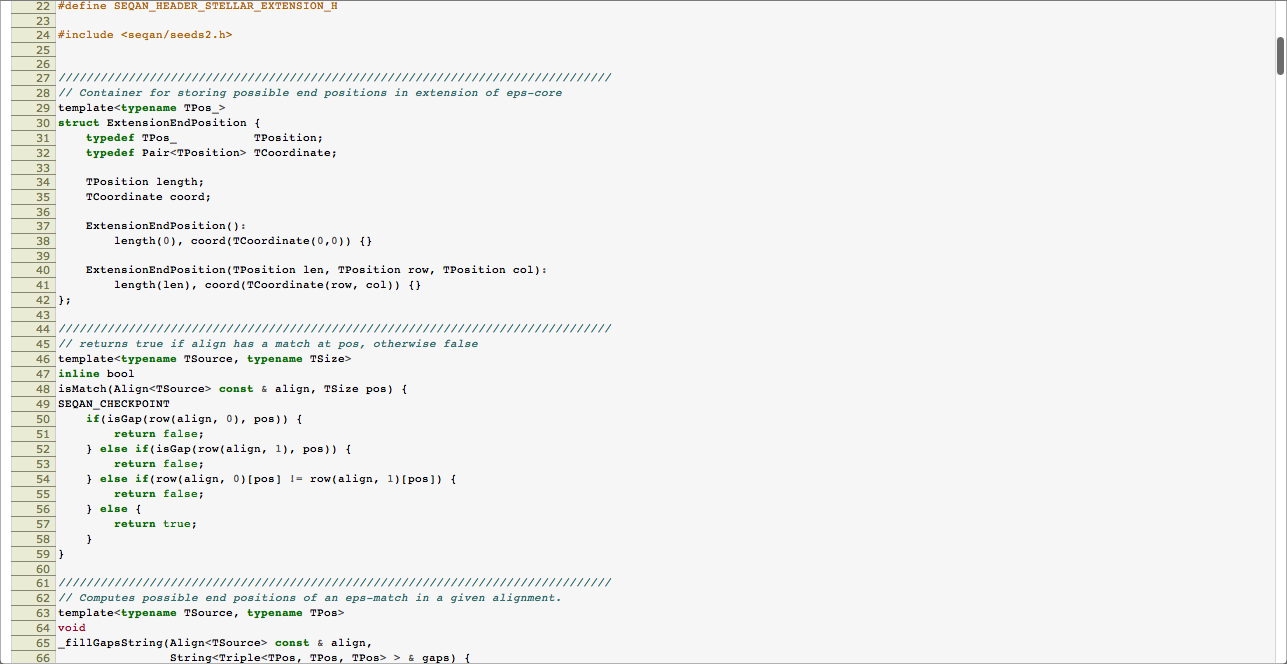 22 #define SEQAN_HEADER_STELLAR_EXTENSION_H
23
24 #include <seqan/seeds2.h>
25
26
27 ///////////////////////////////////////////////////////////////////////////////
28 // Container for storing possible end positions in extension of eps-core
29 template<typename TPos_>
30 struct ExtensionEndPosition {
31     typedef TPos_           TPosition;
32     typedef Pair<TPosition> TCoordinate;
33
34     TPosition length;
35     TCoordinate coord;
36
37     ExtensionEndPosition():
38         length(0), coord(TCoordinate(0,0)) {}
39
40     ExtensionEndPosition(TPosition len, TPosition row, TPosition col):
41         length(len), coord(TCoordinate(row, col)) {}
42 };
43
44 ///////////////////////////////////////////////////////////////////////////////
45 // returns true if align has a match at pos, otherwise false
46 template<typename TSource, typename TSize>
47 inline bool
48 isMatch(Align<TSource> const & align, TSize pos) {
49 SEQAN_CHECKPOINT
50     if(isGap(row(align, 0), pos)) {
51         return false;
52     } else if(isGap(row(align, 1), pos)) {
53         return false;
54     } else if(row(align, 0)[pos] != row(align, 1)[pos]) {
55         return false;
56     } else {
57         return true;
58     }
59 }
60
61 ///////////////////////////////////////////////////////////////////////////////
62 // Computes possible end positions of an eps-match in a given alignment.
63 template<typename TSource, typename TPos>
64 void
65 _fillGapsString(Align<TSource> const & align,
66                 String<Triple<TPos, TPos, TPos> > & gaps) {